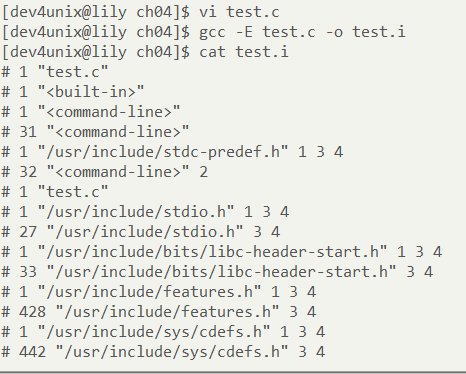 [dev4unix@lily ch04]$ vi test.c
[dev4unix@lily ch04]$ gcc -E test.c -o test.i
[dev4unix@lily ch04]$ cat test.i
# 1 "test.c"
# 1 "<built-in>"
# 1 "<command-line>"
# 31 "<command-line>"
# 1 "/usr/include/stdc-predef.h" 1 3 4
# 32 "<command-line>" 2
# 1 "test.c"
# 1 "/usr/include/stdio.h" 1 3 4
# 27 "/usr/include/stdio.h" 3 4
# 1 "/usr/include/bits/libc-header-start.h" 1 3 4
# 33 "/usr/include/bits/libc-header-start.h" 3 4
# 1 "/usr/include/features.h" 1 3 4
# 428 "/usr/include/features.h" 3 4
# 1 "/usr/include/sys/cdefs.h" 1 3 4
# 442 "/usr/include/sys/cdefs.h" 3 4